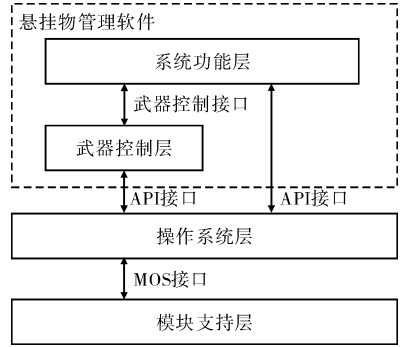 悬挂物管理软件
系统功能层
武器控制接口
武器控制层
API接口
API接口
操作系统层
MOS接口
模块支持层